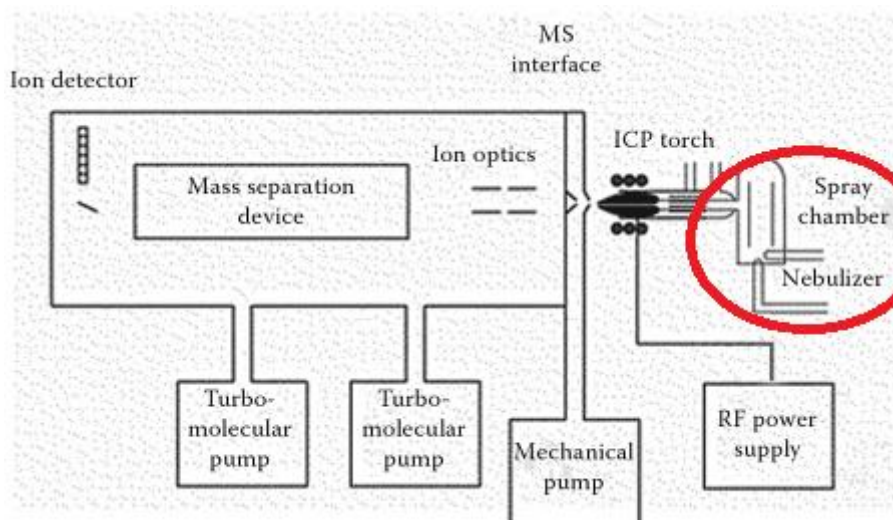 MS
interface
Ion detector
ICP torch
Ion optics
Mass separation
device
Spray
chamber
Nebulizer
Turbo-
molecular
pump
Turbo-
molecular
pump
Mechanical
pump
RF power
supply